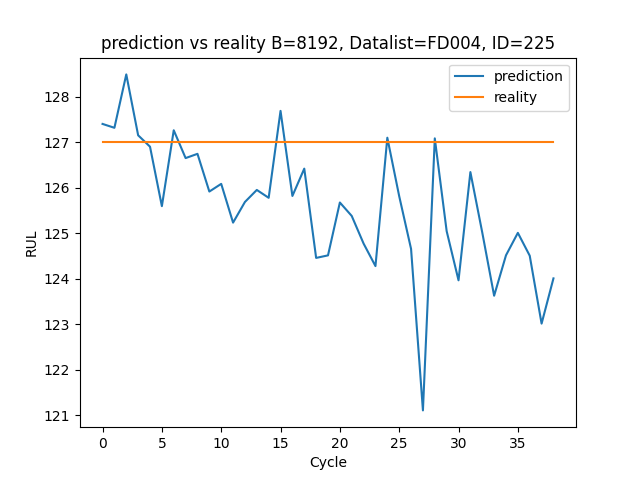 prediction vs reality B=8192, Datalist=FD004, ID=225
prediction
reality
128
127
126
125
124
123
122
121
RUL
0 5 10 15 20 25 30 35
Cycle